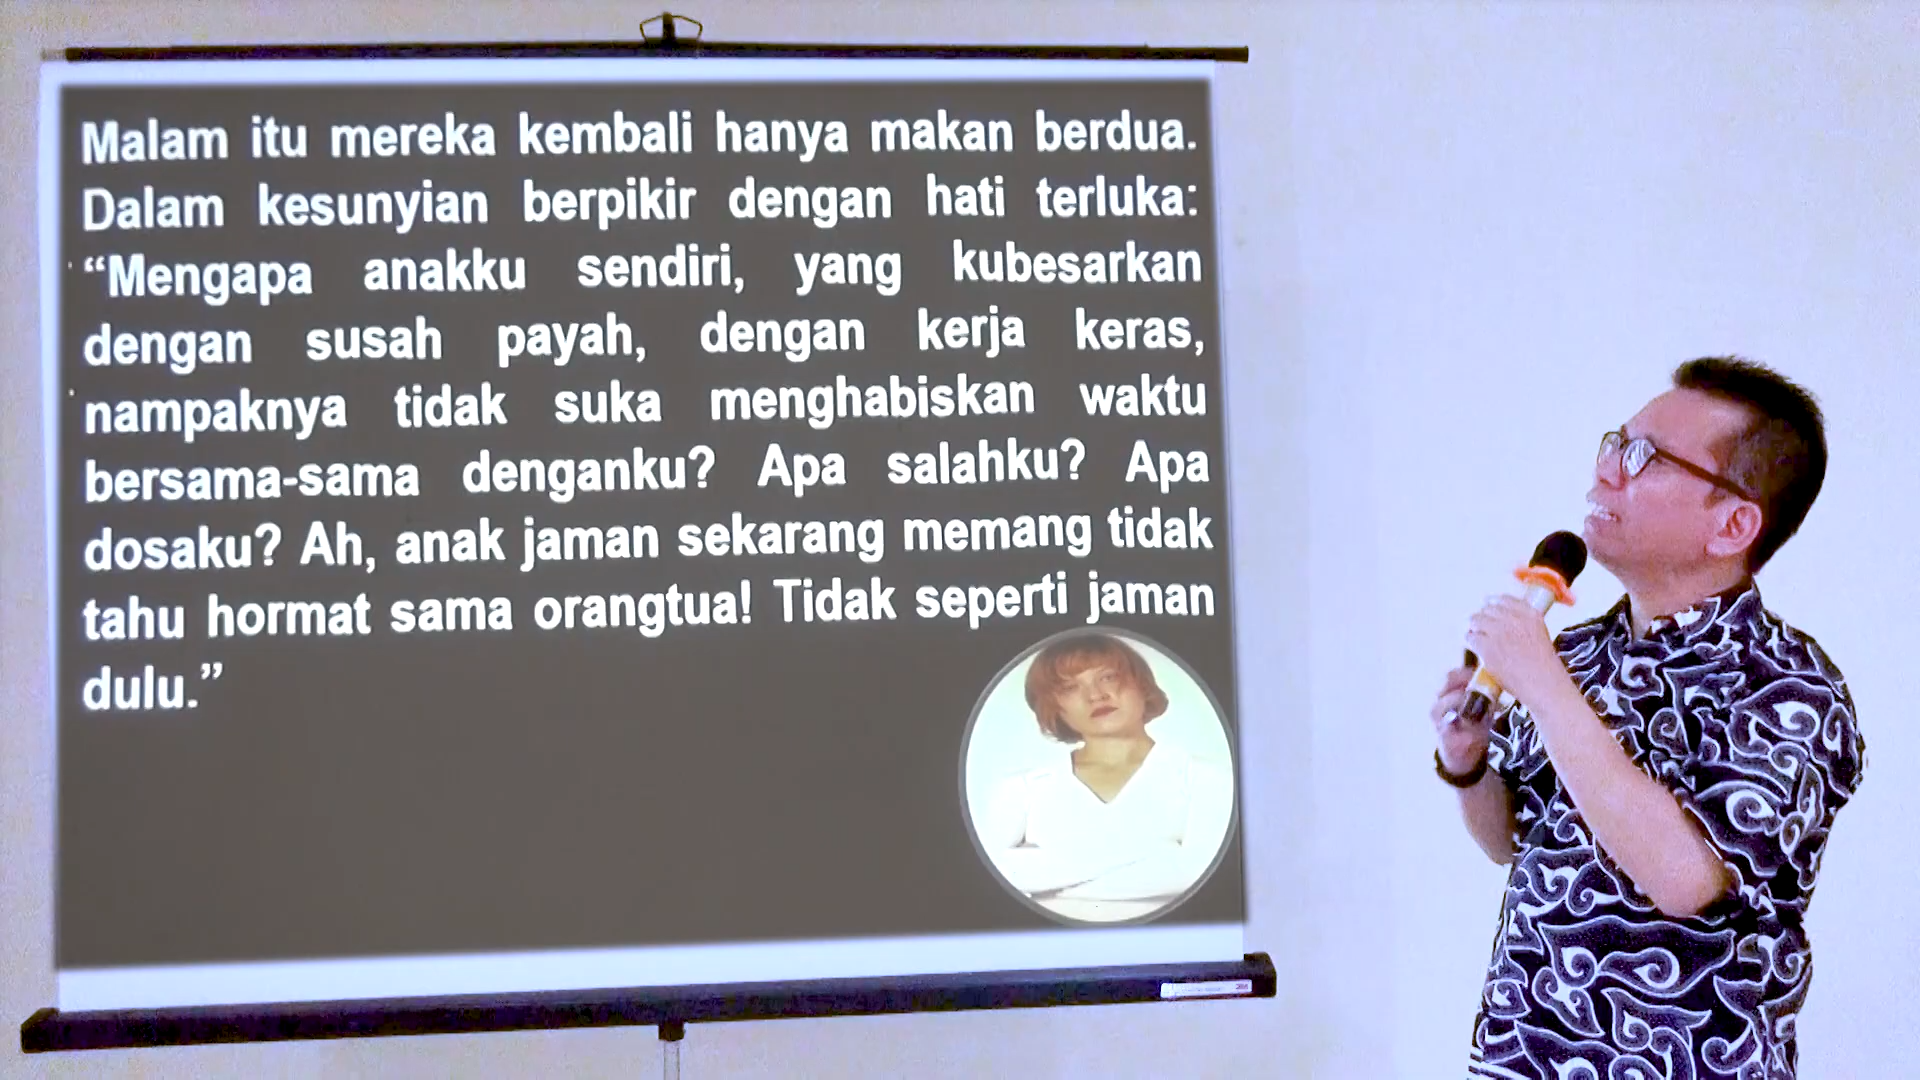 Malam itu mereka kembali hanya makan berdua.
Dalam kesunyian berpikir dengan hati terluka:
“Mengapa anakku sendiri, yang kubesarkan
dengan susah payah, dengan kerja keras,
nampaknya tidak suka menghabiskan waktu
bersama-sama denganku? Apa salahku? Apa
dosaku? Ah, anak jaman sekarang memang tidak
tahu hormat sama orangtua! Tidak seperti jaman
dulu.”